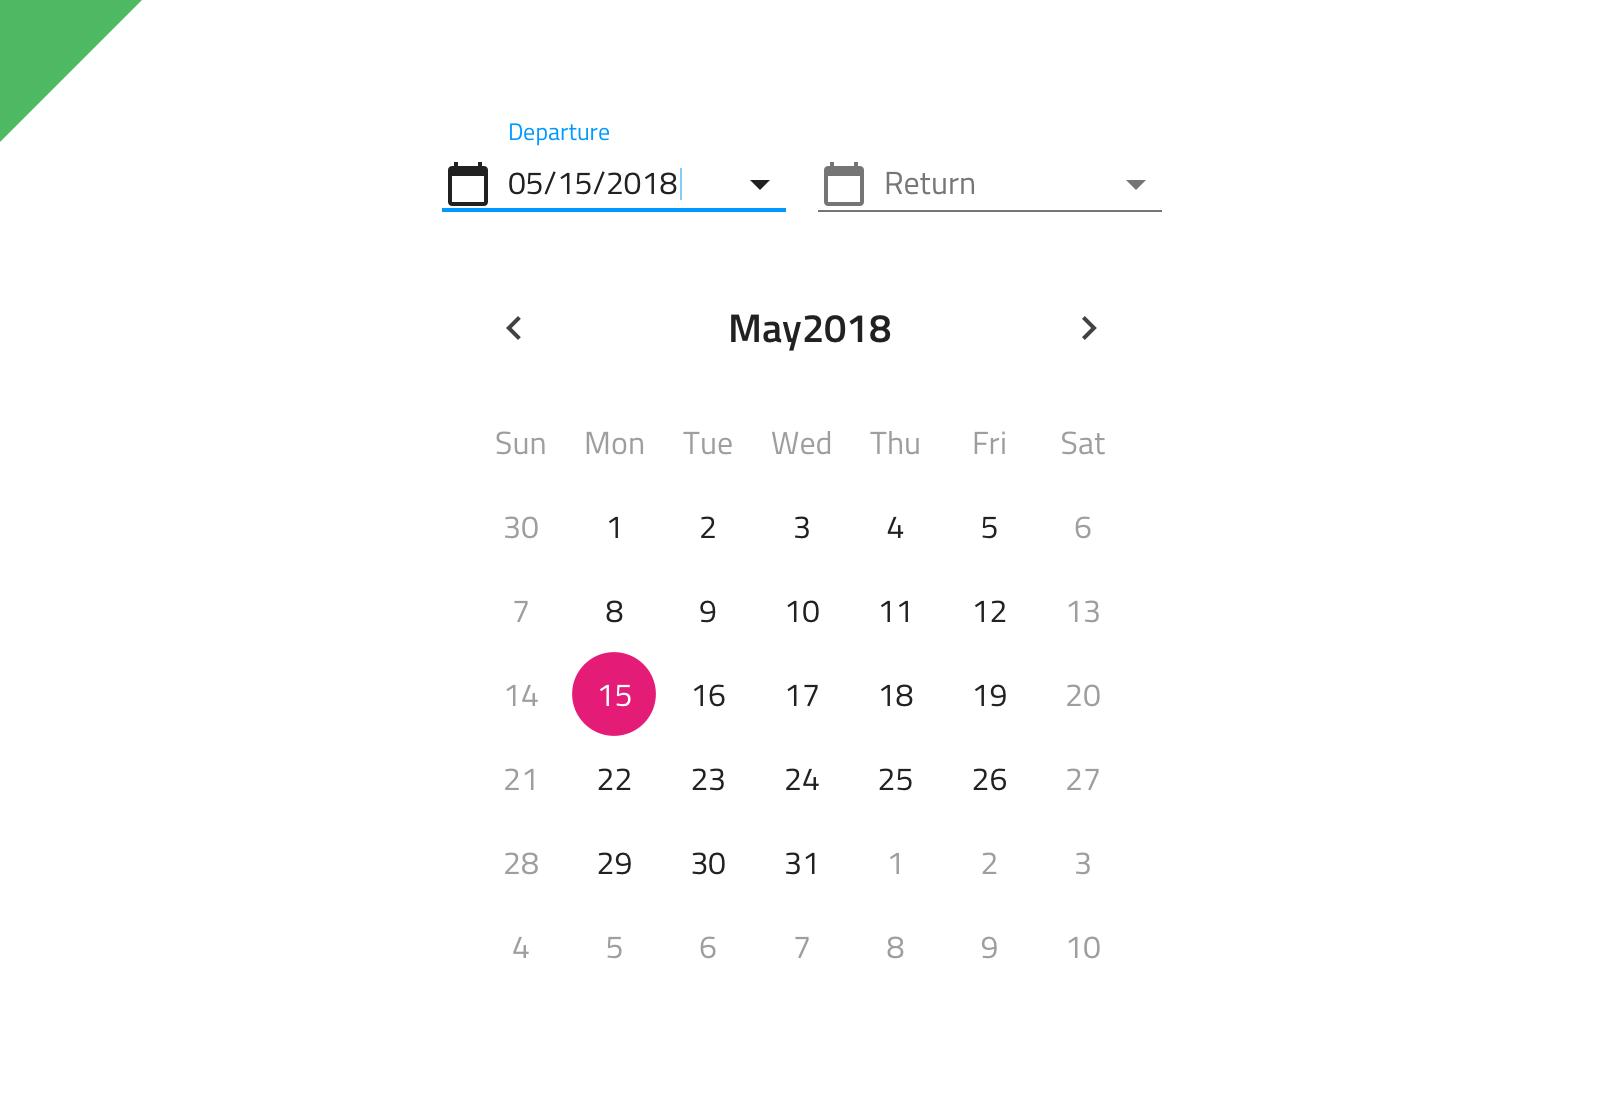 Departure
05/15/2018 Return
May2018
Sun Mon Tue Wed Thu Fri Sat
30 1 2 3 4 5 6
7 8 9 10 11 12 13
14 15 16 17 18 19 20
21 22 23 24 25 26 27
28 29 30 31 1 2 3
4 5 6 7 8 9 10